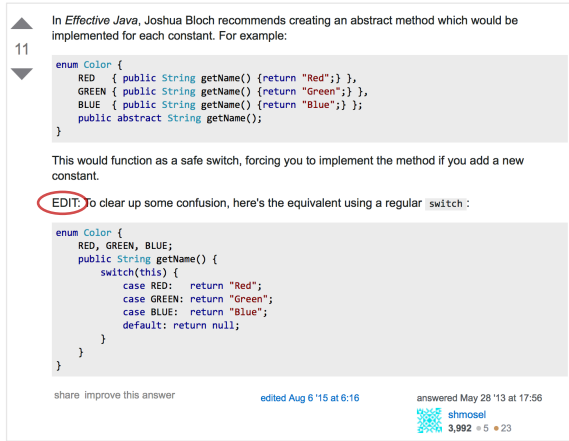 In Effective Java, Joshua Bloch recommends creating an abstract method which would be
implemented for each constant. For example:
11
enum Color {
    RED   { public String getName() {return "Red";} },
    GREEN { public String getName() {return "Green";} },
    BLUE  { public String getName() {return "Blue";} };
    public abstract String getName();
}
This would function as a safe switch, forcing you to implement the method if you add a new
constant.
EDIT: To clear up some confusion, here's the equivalent using a regular switch:
enum Color {
    RED, GREEN, BLUE;
    public String getName() {
        switch(this) {
            case RED:   return "Red";
            case GREEN: return "Green";
            case BLUE:  return "Blue";
            default: return null;
        }
    }
}
share improve this answer
edited Aug 6 '15 at 6:16
answered May 28 '13 at 17:56
shmosel
3,992 ●5 ●23